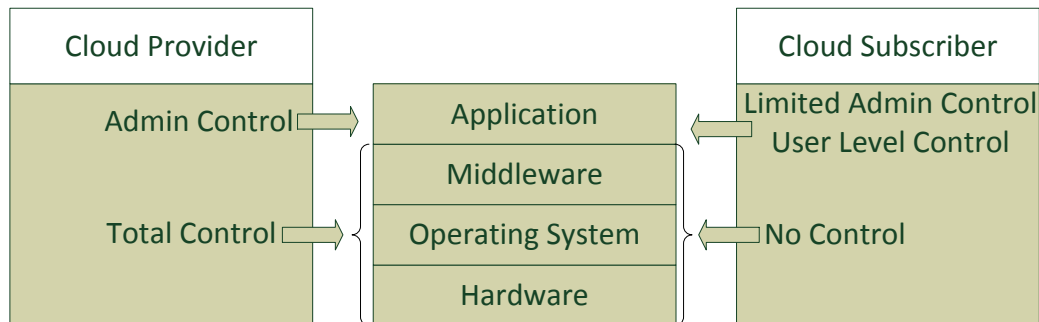 Cloud Provider
Cloud Subscriber
Admin Control
Application
Limited Admin Control
User Level Control
Middleware
Total Control
Operating System
No Control
Hardware